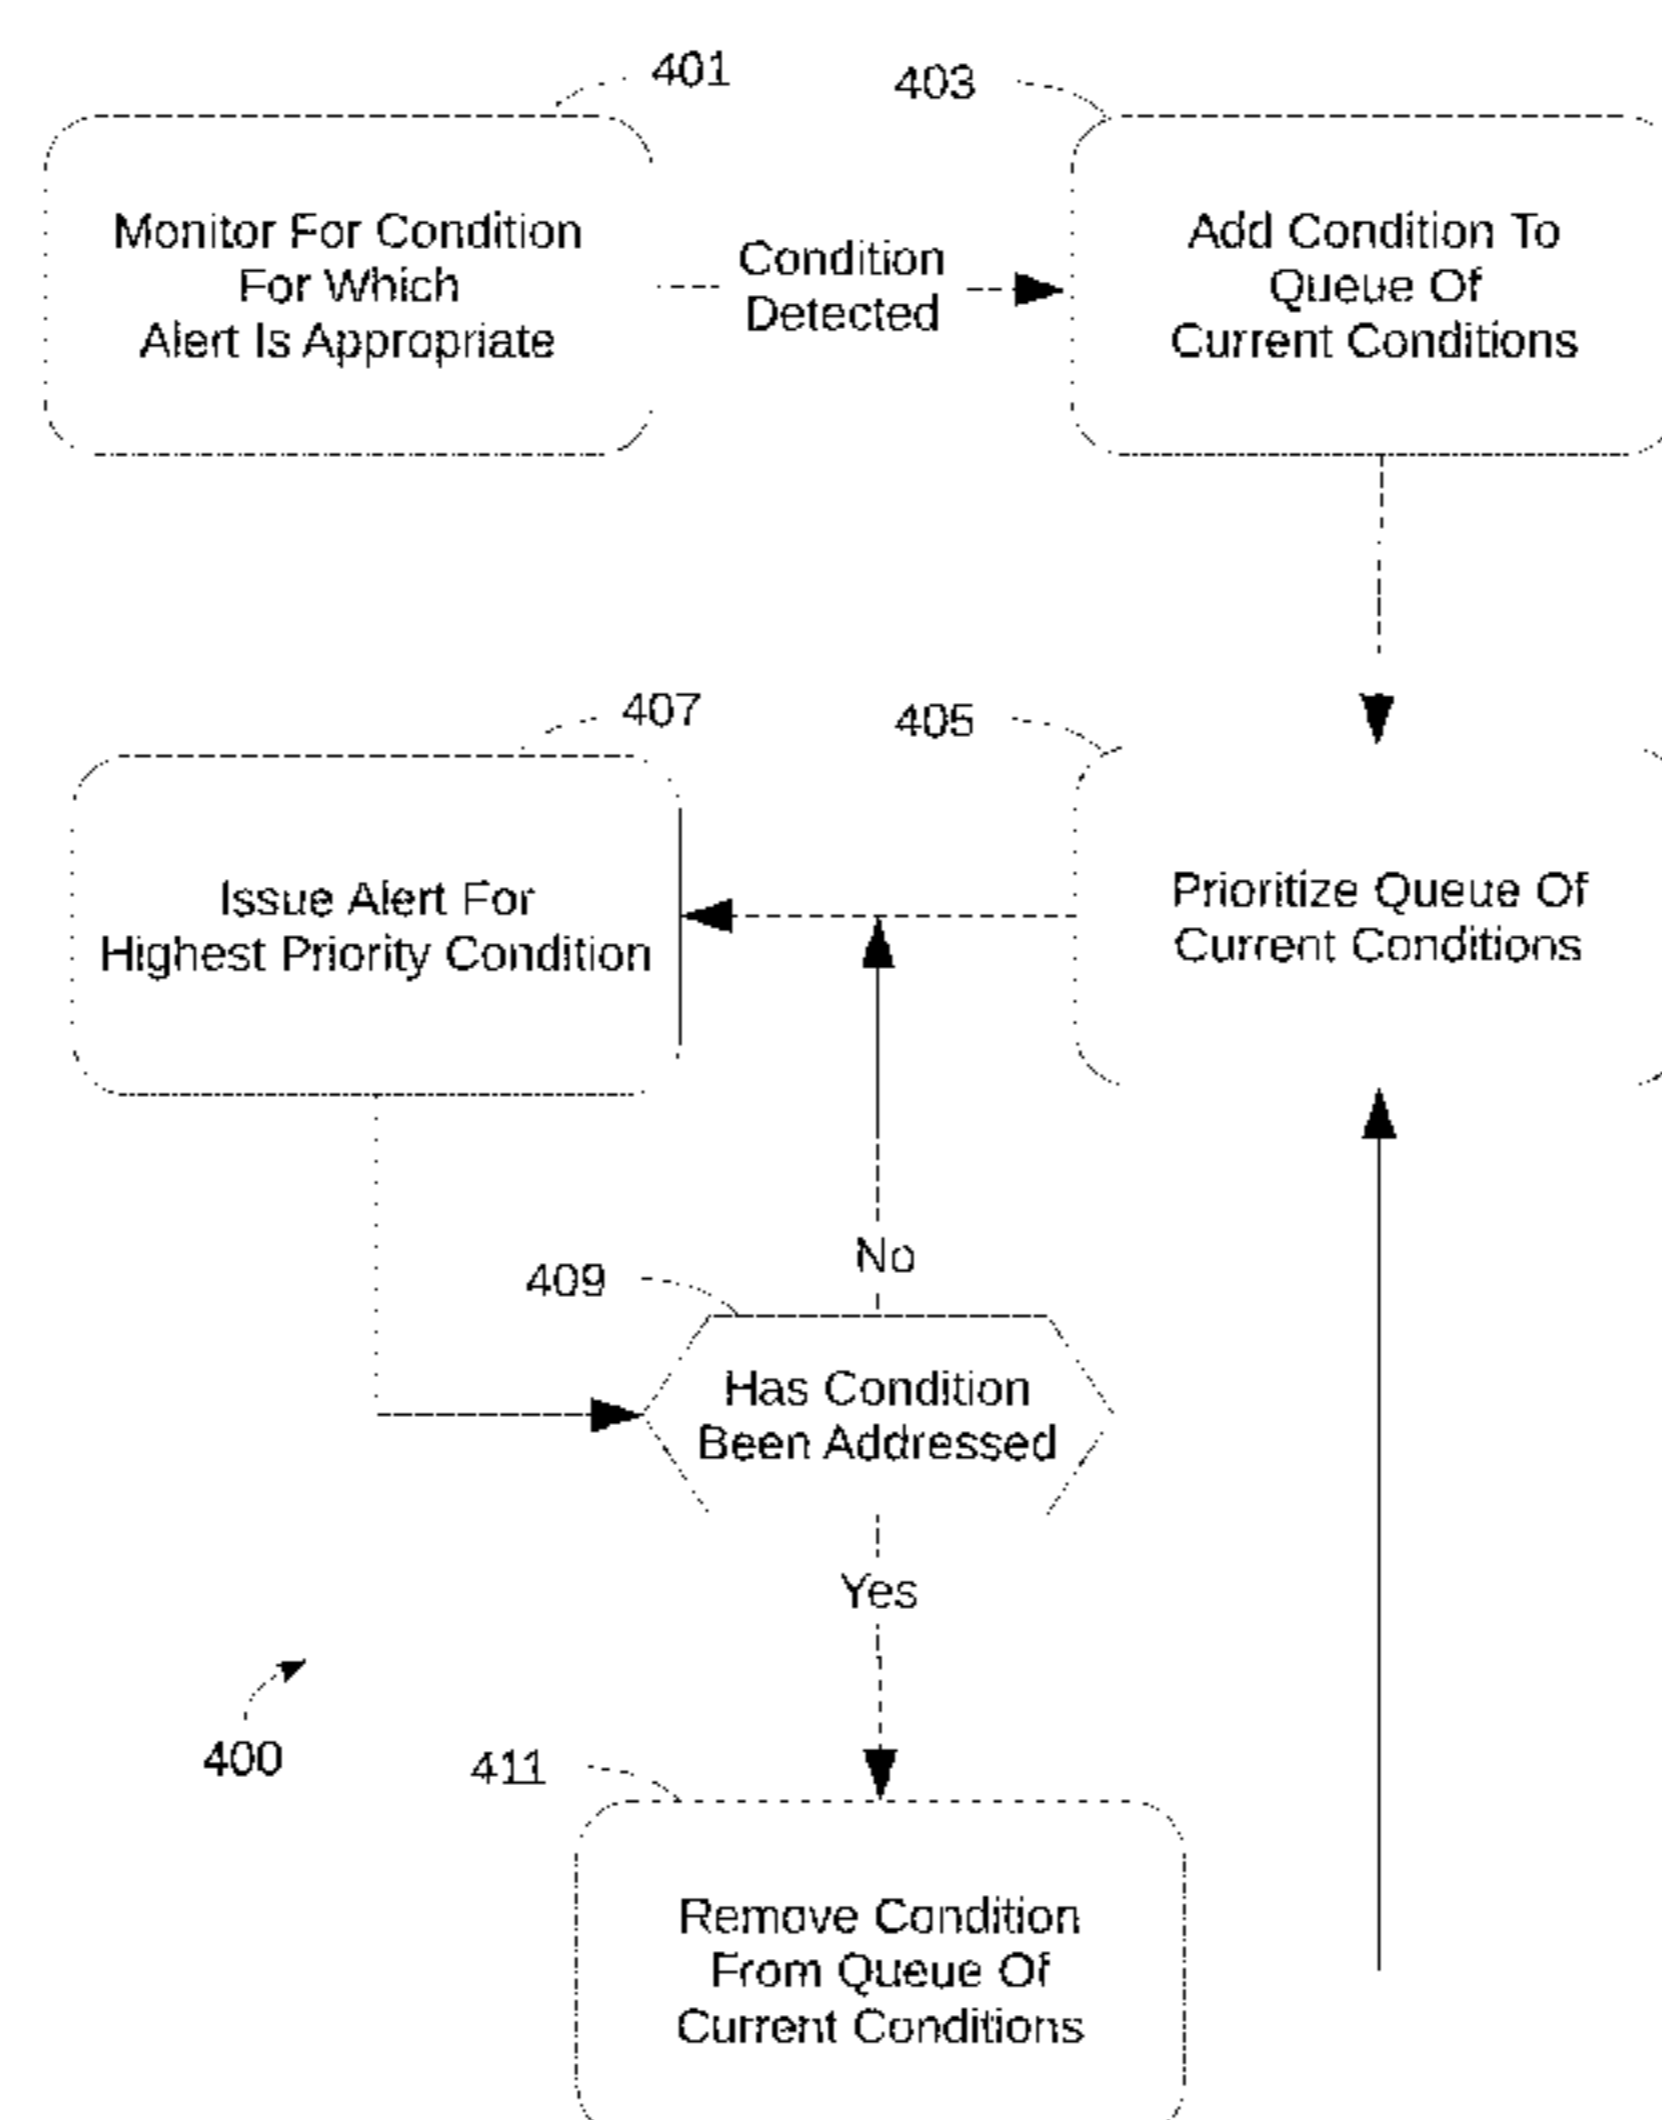 401
403
Monitor For Condition
For Which
Alert Is Appropriate
Condition
Detected
Add Condition To
Queue Of
Current Conditions
407
405
Issue Alert For
Highest Priority Condition
Prioritize Queue Of
Current Conditions
No
409
Has Condition
Been Addressed
Yes
400
411
Remove Condition
From Queue Of
Current Conditions